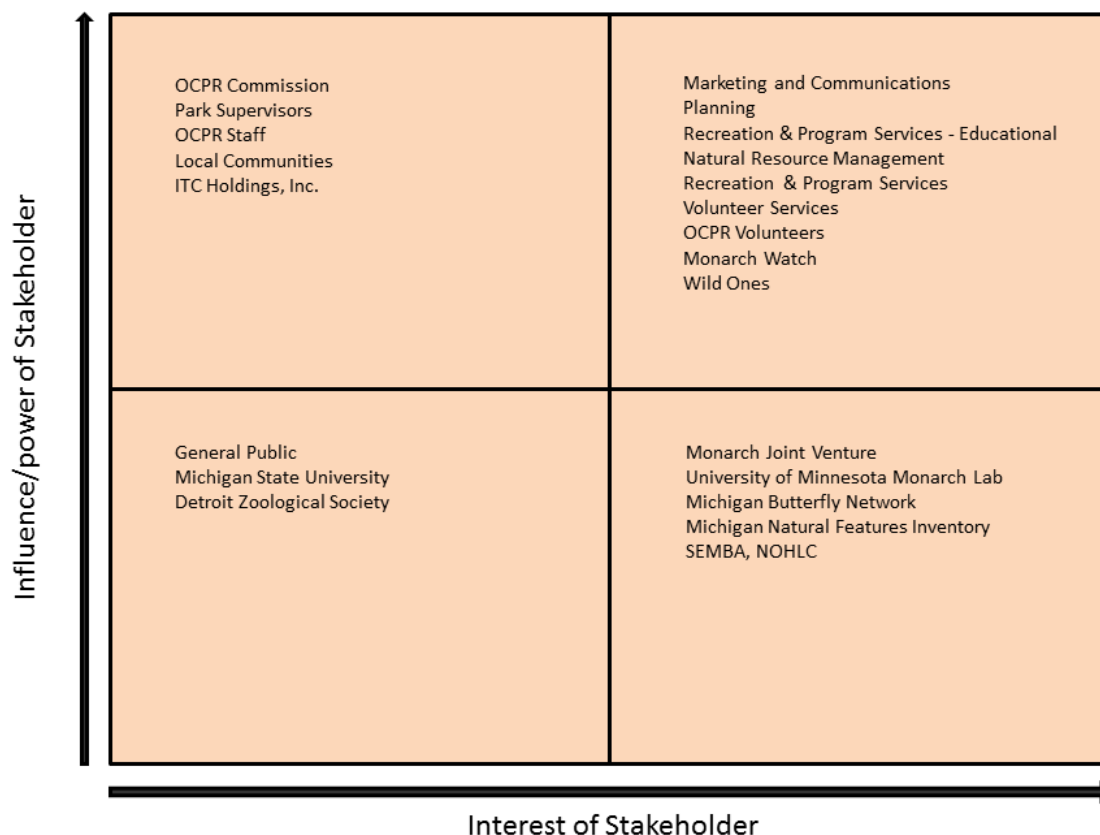 Influence/power of Stakeholder
OCPR Commission
Park Supervisors
OCPR Staff
Local Communities
ITC Holdings, Inc.
Marketing and Communications
Planning
Recreation & Program Services - Educational
Natural Resource Management
Recreation & Program Services
Volunteer Services
OCPR Volunteers
Monarch Watch
Wild Ones
General Public
Michigan State University
Detroit Zoological Society
Monarch Joint Venture
University of Minnesota Monarch Lab
Michigan Butterfly Network
Michigan Natural Features Inventory
SEMBA, NOHLC
Interest of Stakeholder